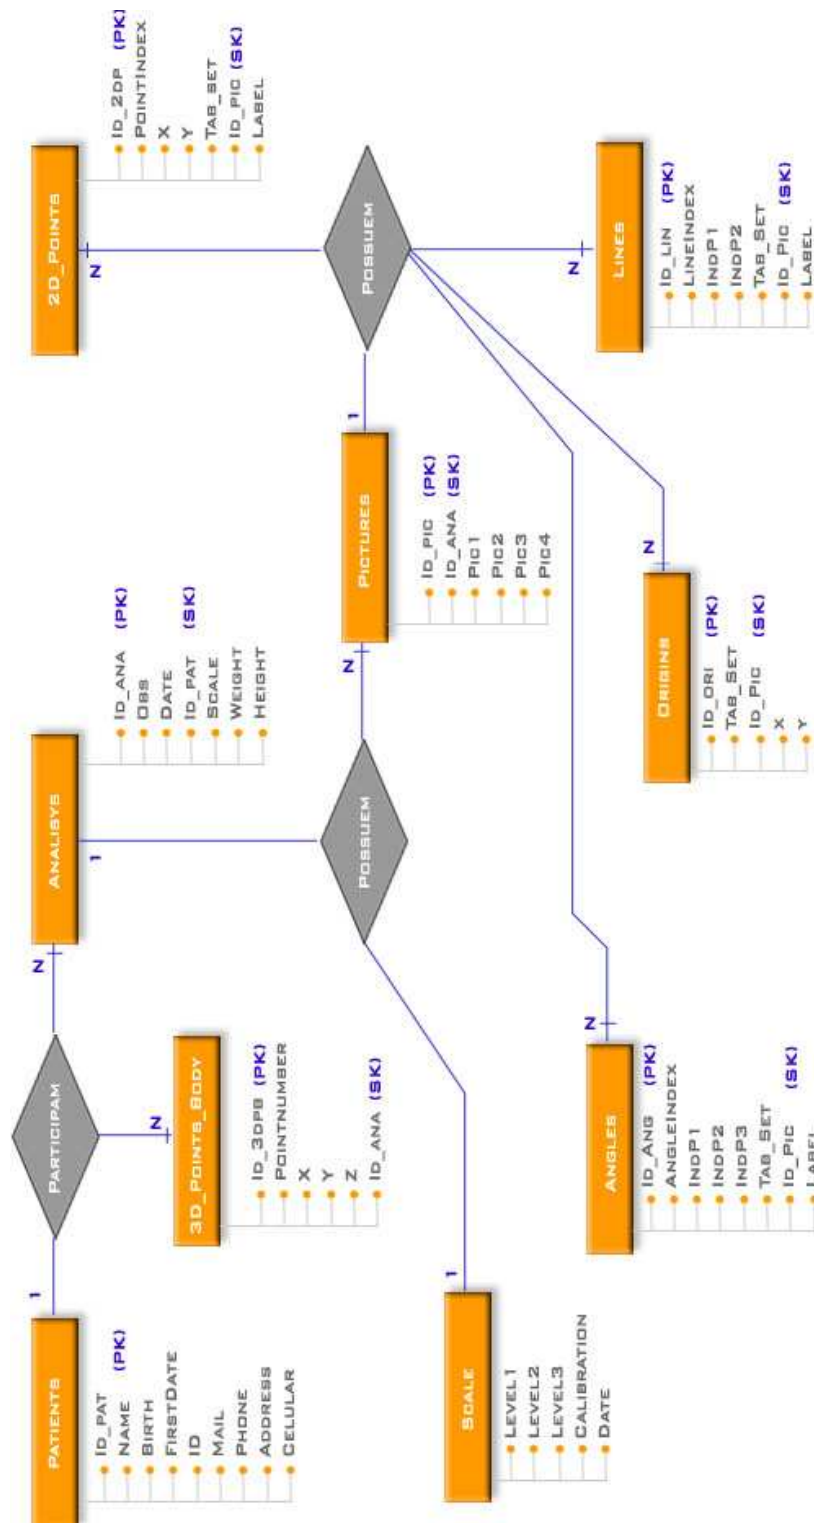 PATIENTS
ID_PAT (PK)
NAME
BIRTH
FIRSTDATE
ID
MAIL
PHONE
ADDRESS
CELULAR
1
PARTICIPAM
N
N
ANALISYS
ID_ANA (PK)
OBS
DATE
ID_PAT (SK)
SCALE
WEIGHT
HEIGHT
1
2D_POINTS
ID_2DP (PK)
POINTINDEX
X
Y
TAB_SET
ID_PIC (SK)
LABEL
N
3D_POINTS_BODY
ID_3DPB (PK)
POINTNUMBER
X
Y
Z
ID_ANA (SK)
POSSUEM
N
PICTURES
ID_PIC (PK)
ID_ANA (SK)
PIC1
PIC2
PIC3
PIC4
1
POSSUEM
SCALE
LEVEL1
LEVEL2
LEVEL3
CALIBRATION
DATE
1
ANGLES
ID_ANG (PK)
ANGLEINDEX
INDP1
INDP2
INDP3
TAB_SET
ID_PIC (SK)
LABEL
N
ORIGINS
ID_ORI (PK)
TAB_SET
ID_PIC (SK)
X
Y
N
LINES
ID_LIN (PK)
LINEINDEX
INDP1
INDP2
TAB_SET
ID_PIC (SK)
LABEL
N